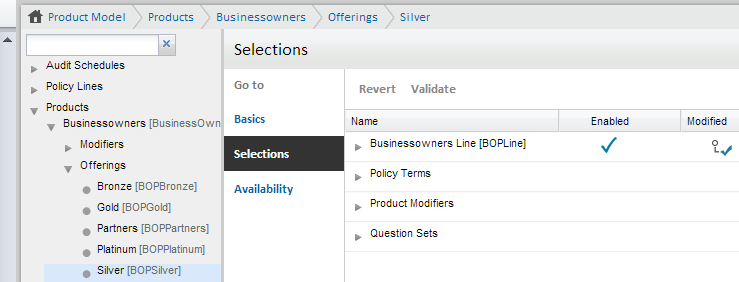 Product Model Products Businessowners Offerings Silver
Selections
Audit Schedules
Policy Lines
Products
Businessowners [BusinessOwn
Modifiers
Offerings
Bronze [BOPBronze]
Gold [BOPGold]
Partners [BOPPartners]
Platinum [BOPPlatinum]
Silver [BOPSilver]
Go to
Basics
Selections
Availability
Revert Validate
Name Enabled Modified
Businessowners Line [BOPLine]
Policy Terms
Product Modifiers
Question Sets